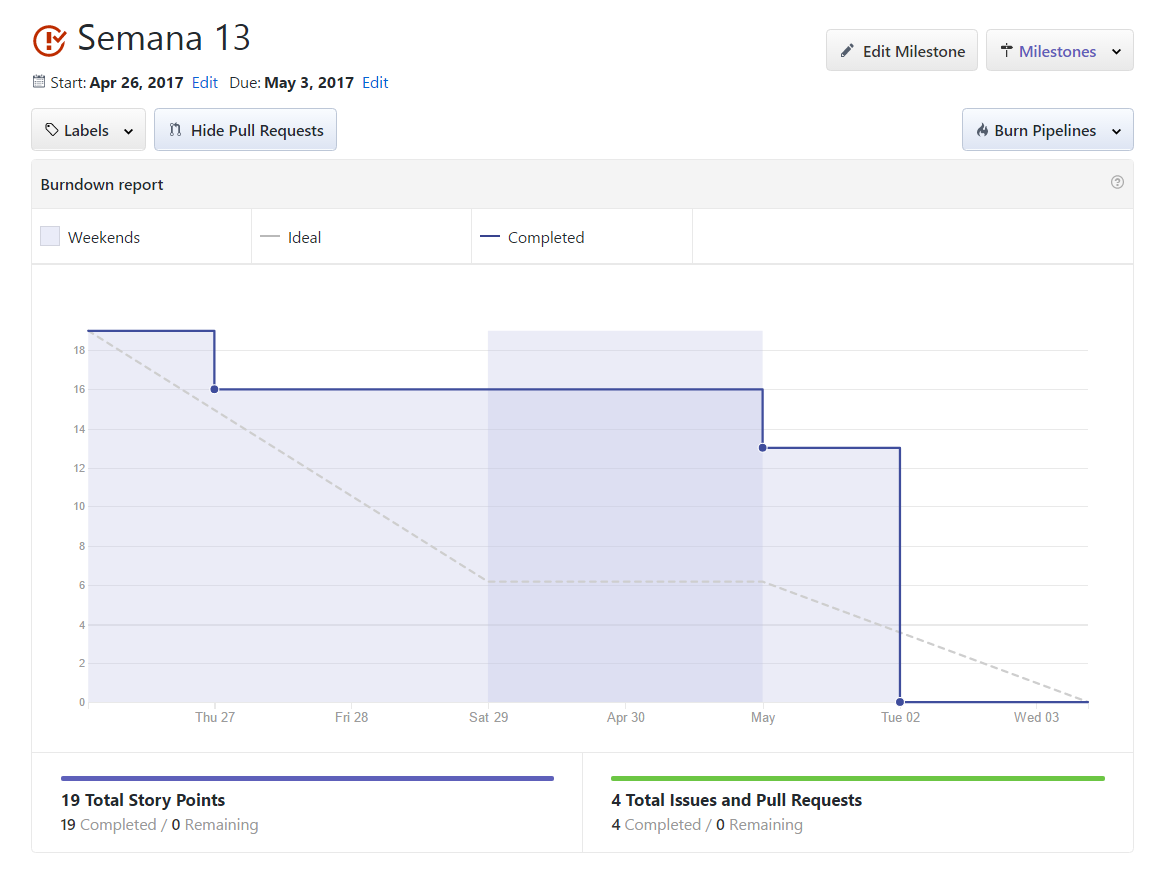 Semana 13
Edit Milestone
Milestones
Start: Apr 26, 2017 Edit Due: May 3, 2017 Edit
Labels
Hide Pull Requests
Burn Pipelines
Burndown report
Weekends
Ideal
Completed
18
16
14
12
10
8
6
4
2
0
Thu 27
Fri 28
Sat 29
Apr 30
May
Tue 02
Wed 03
19 Total Story Points
19 Completed / 0 Remaining
4 Total Issues and Pull Requests
4 Completed / 0 Remaining